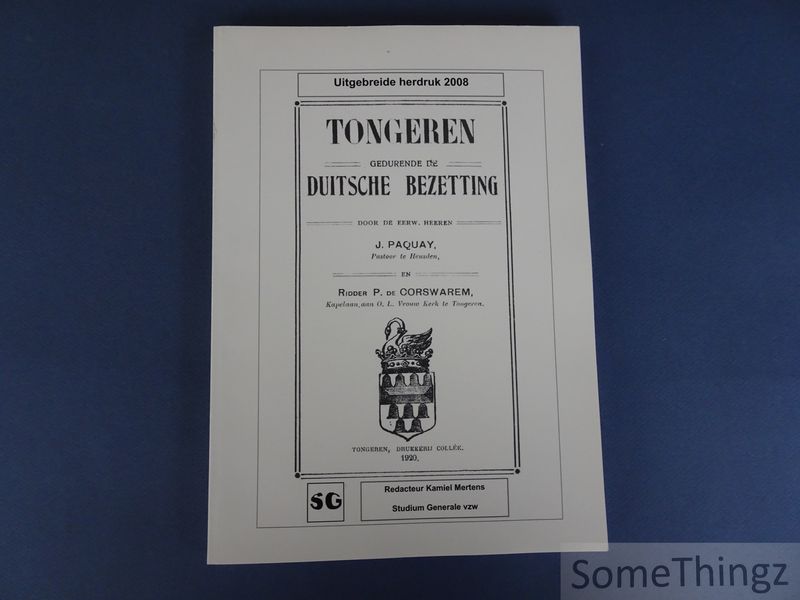 Uitgebreide herdruk 2008
TONGEREN
GEDURENDE DE
DUITSCHE BEZETTING
DOOR DE EERW. HEEREN
J. PAQUAY,
Pastoor te Heusden,
EN
RIDDER P. DE CORSWAREM,
Kapelaan aan O. L. Vrouw Kerk te Tongeren.
TONGEREN, DRUKKERIJ COLLÉE.
1920.
SG
Redacteur Kamiel Mertens
Studium Generale vzw
SomeThingz